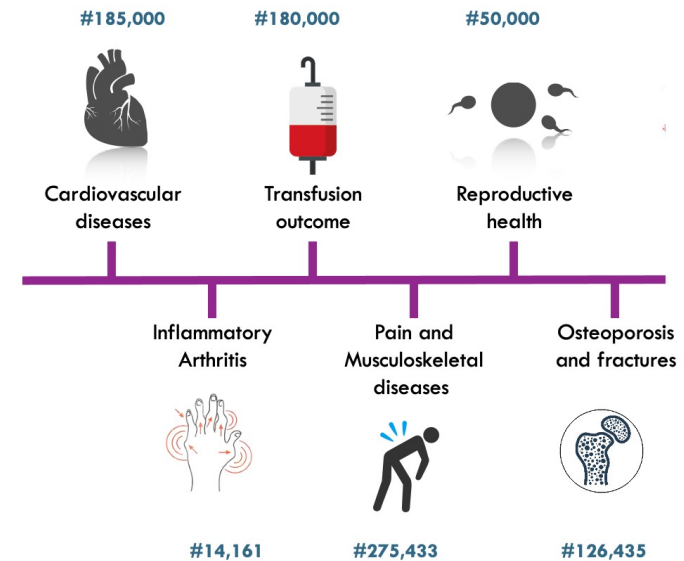 #185,000
#180,000
#50,000
Cardiovascular
diseases
Transfusion
outcome
Reproductive
health
Inflammatory
Arthritis
Pain and
Musculoskeletal
diseases
Osteoporosis
and fractures
#14,161
#275,433
#126,435